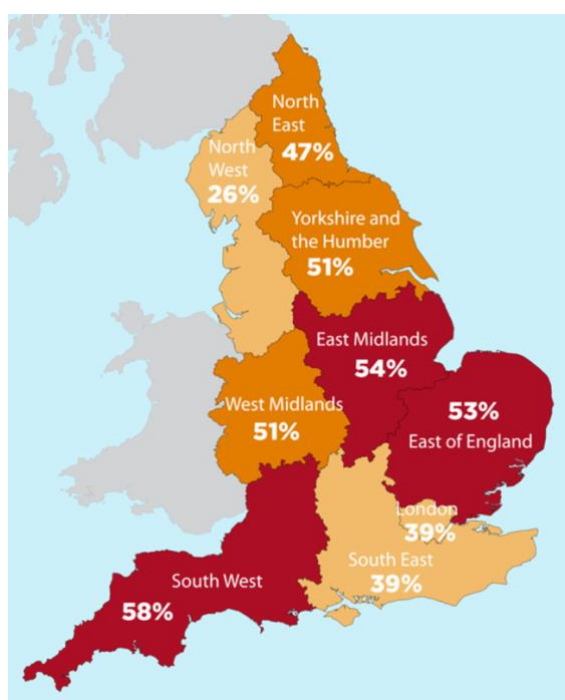 North
East
47%
North
West
26%
Yorkshire and
the Humber
51%
East Midlands
54%
West Midlands
51%
53%
East of England
London
39%
South East
39%
South West
58%